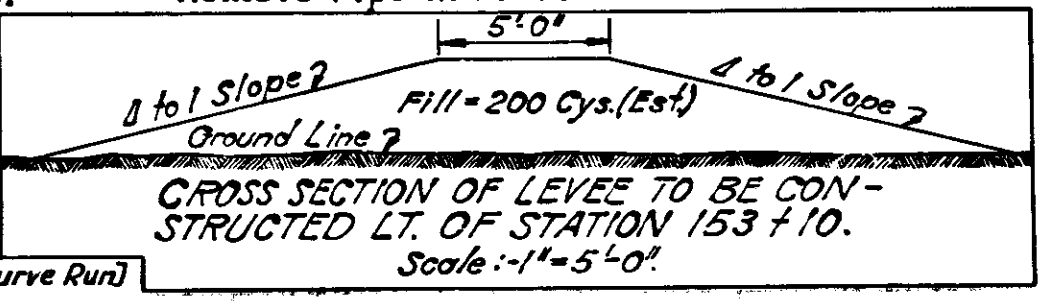 5'-0"
4 to 1 Slope
4 to 1 Slope
Fill = 200 Cys. (Est.)
Ground Line
CROSS SECTION OF LEVEE TO BE CON-
STRUCTED LT. OF STATION 153+10.
Scale:-1"=5'-0".
urve Run]